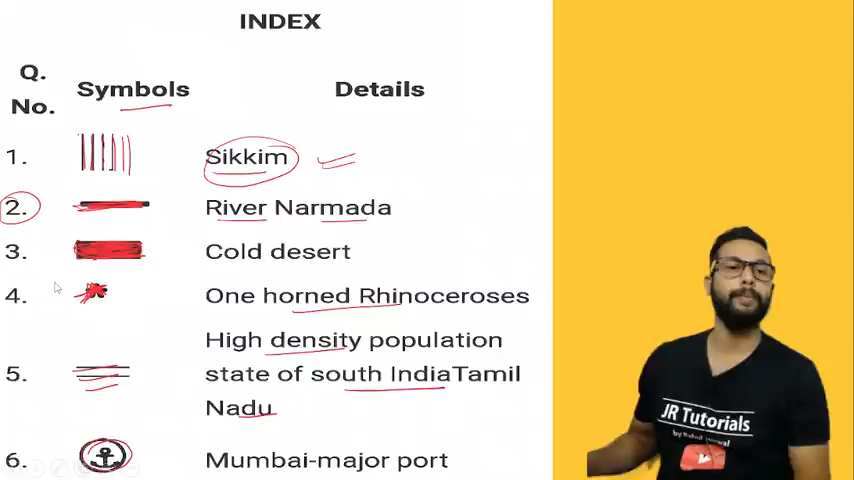 INDEX
Q.
No. Symbols Details
1. Sikkim
2. River Narmada
3. Cold desert
4. One horned Rhinoceroses
High density population
5. state of south IndiaTamil
Nadu
6. Mumbai-major port
JR Tutorials